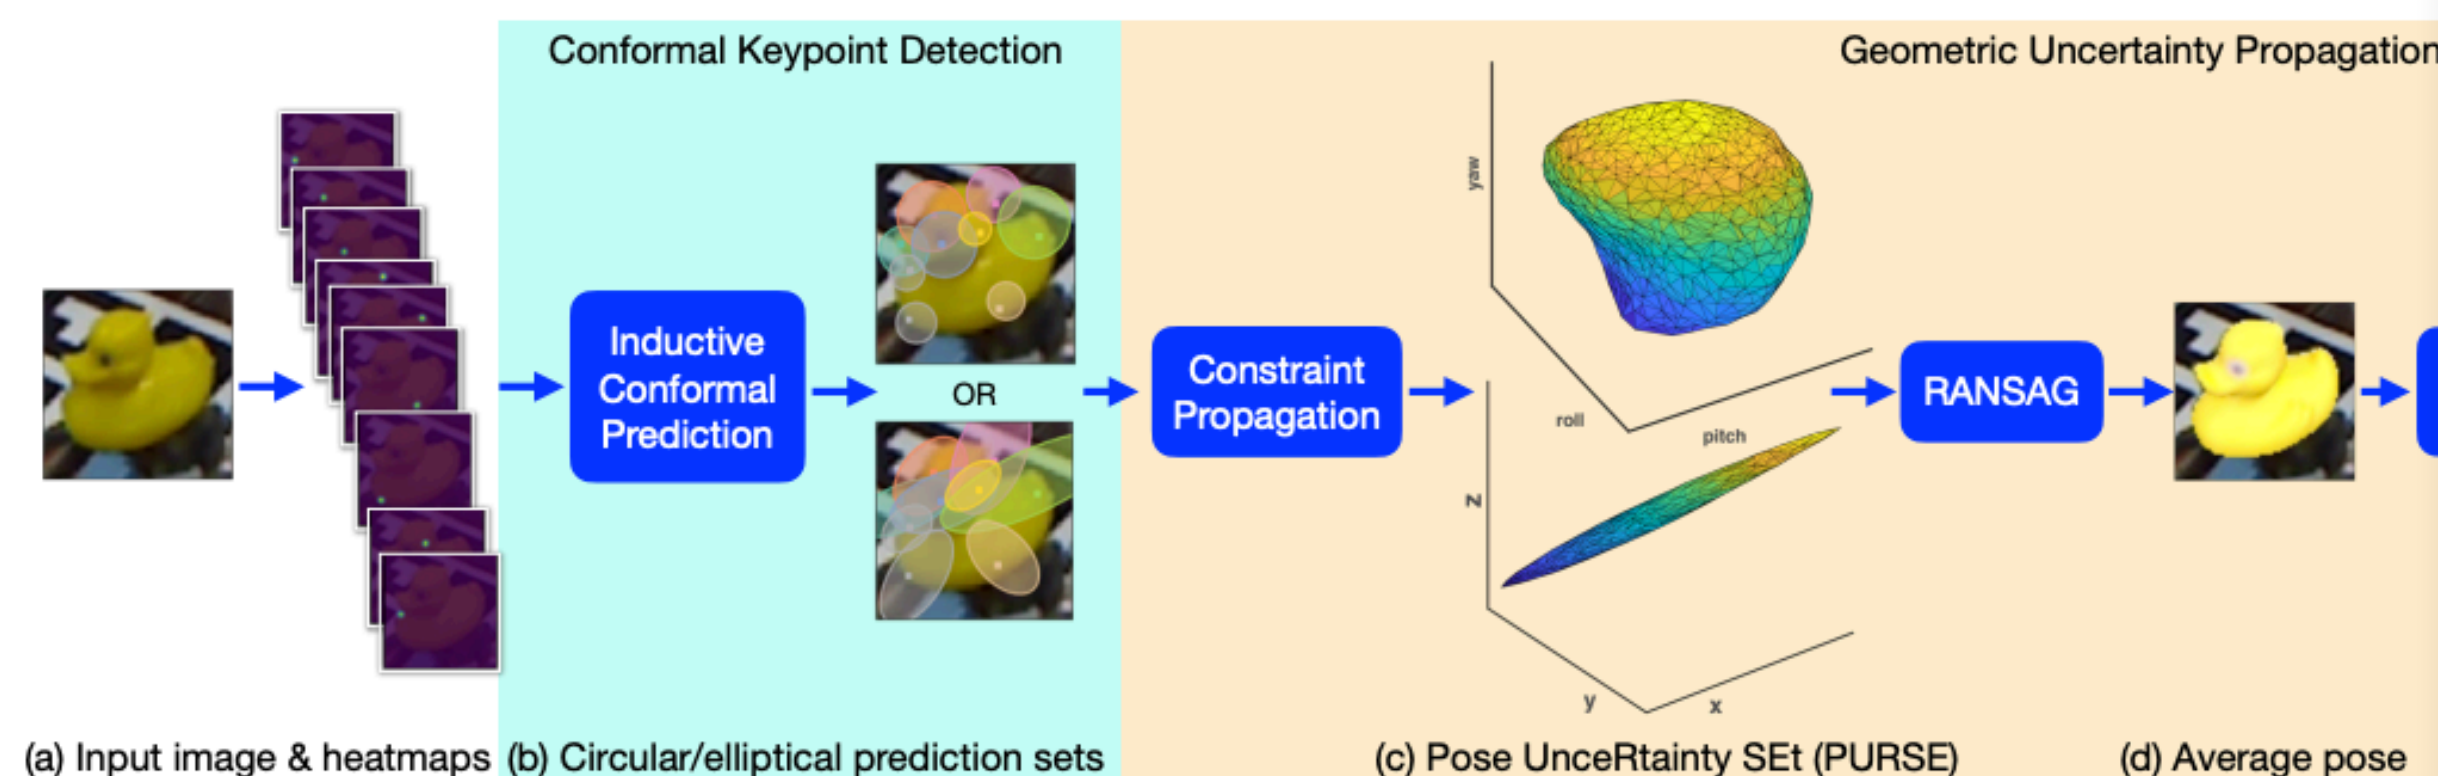 Conformal Keypoint Detection
Geometric Uncertainty Propagation
Inductive
Conformal
Prediction
OR
Constraint
Propagation
yaw
roll
pitch
z
y
x
RANSAG
(a) Input image & heatmaps
(b) Circular/elliptical prediction sets
(c) Pose UnceRtainty SEt (PURSE)
(d) Average pose